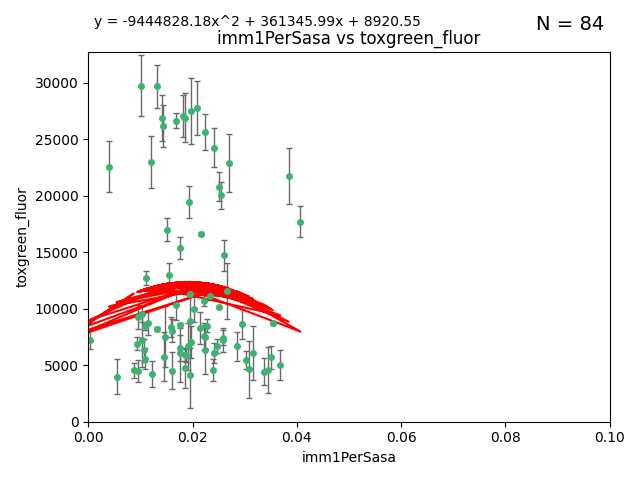 y = -9444828.18x^2 + 361345.99x + 8920.55
N = 84
imm1PerSasa vs toxgreen_fluor
30000
25000
20000
15000
10000
5000
0
toxgreen_fluor
0.00 0.02 0.04 0.06 0.08 0.10
imm1PerSasa